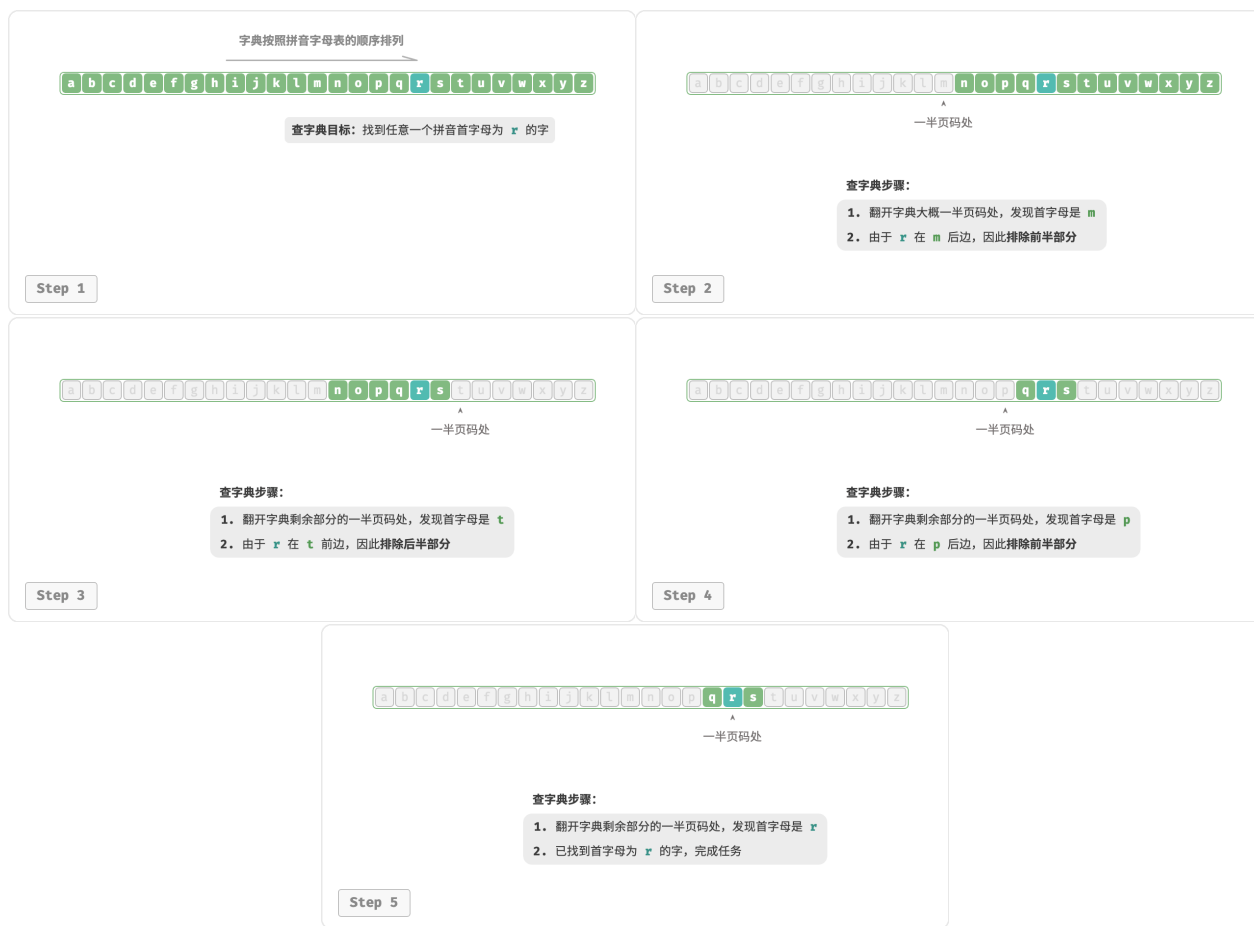 字典按照拼音字母表的顺序排列
a b c d e f g h i j k l m n o p q r s t u v w x y z
查字典目标：找到任意一个拼音首字母为 r 的字
Step 1
a b c d e f g h i j k l m n o p q r s t u v w x y z
一半页码处
查字典步骤：
1. 翻开字典大概一半页码处，发现首字母是 m
2. 由于 r 在 m 后边，因此排除前半部分
Step 2
a b c d e f g h i j k l m n o p q r s t u v w x y z
一半页码处
查字典步骤：
1. 翻开字典剩余部分的一半页码处，发现首字母是 t
2. 由于 r 在 t 前边，因此排除后半部分
Step 3
a b c d e f g h i j k l m n o p q r s t u v w x y z
一半页码处
查字典步骤：
1. 翻开字典剩余部分的一半页码处，发现首字母是 p
2. 由于 r 在 p 后边，因此排除前半部分
Step 4
a b c d e f g h i j k l m n o p q r s t u v w x y z
一半页码处
查字典步骤：
1. 翻开字典剩余部分的一半页码处，发现首字母是 r
2. 已找到首字母为 r 的字，完成任务
Step 5